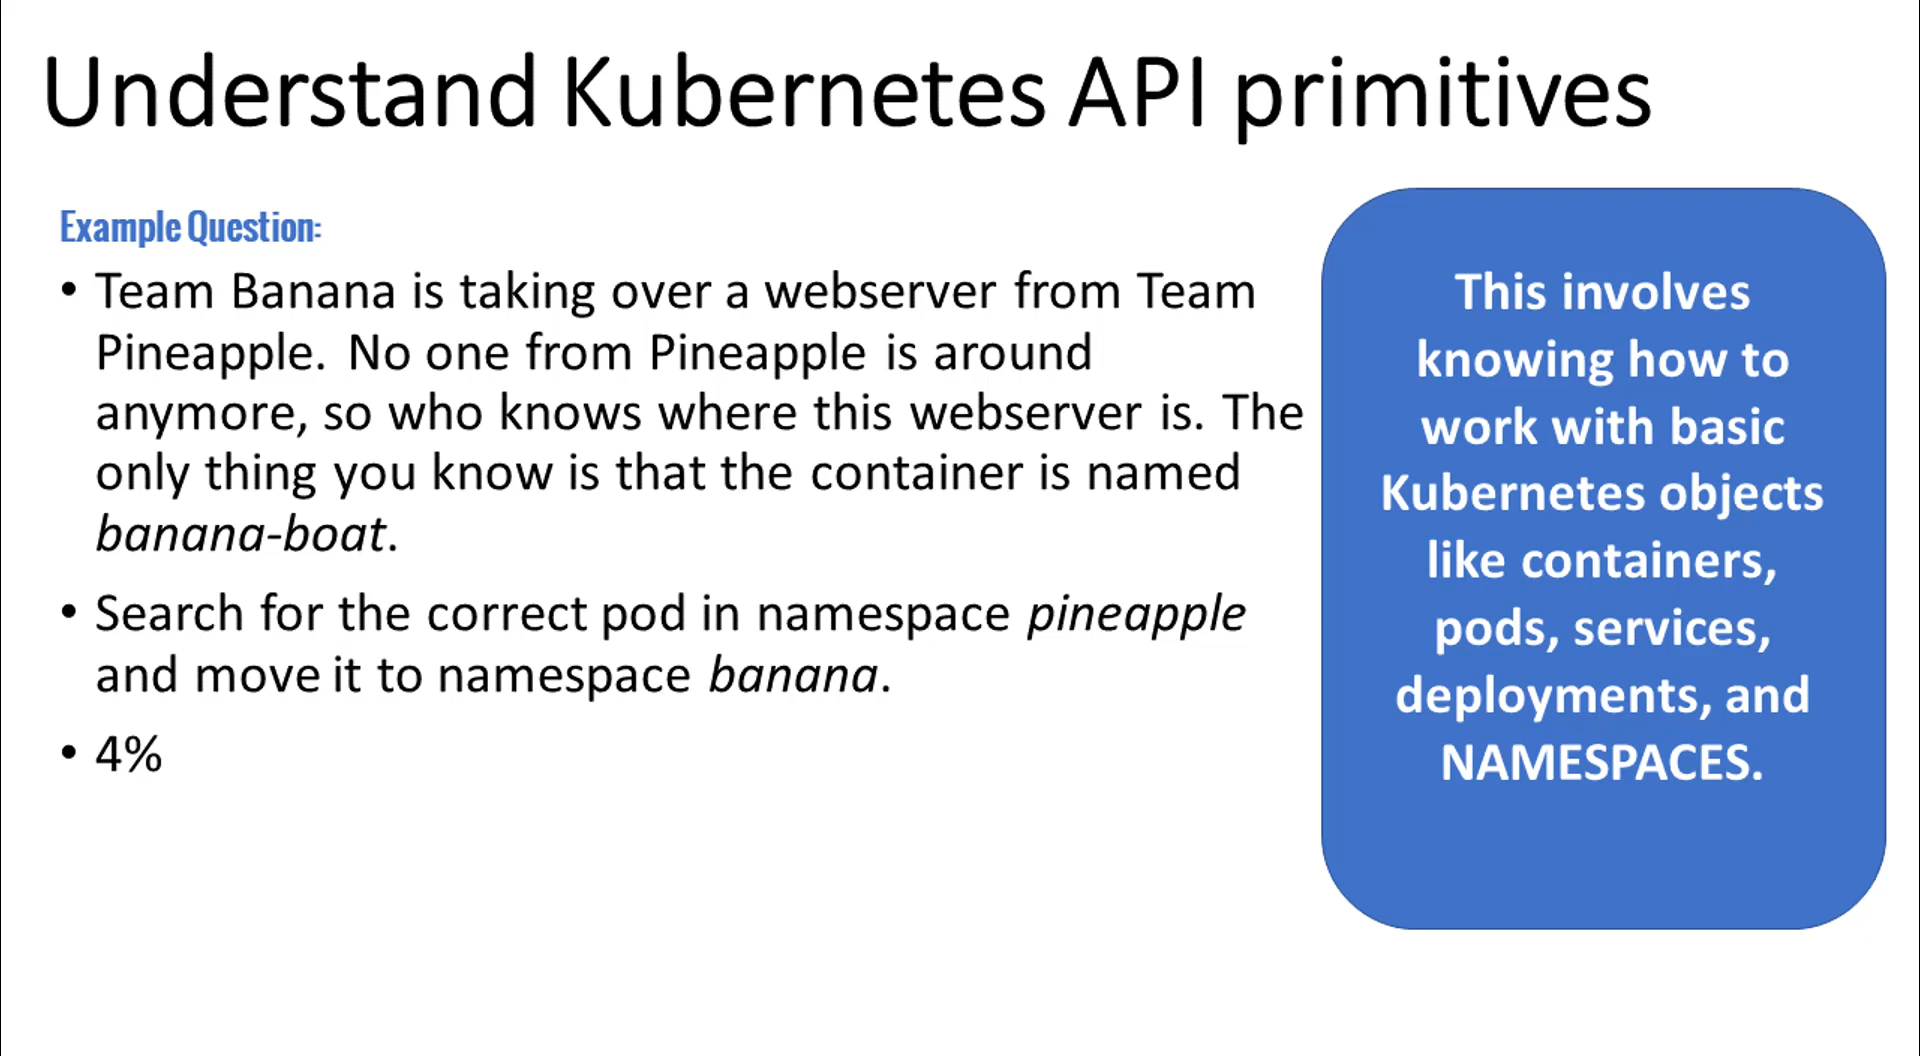 Understand Kubernetes API primitives
Example Question:
• Team Banana is taking over a webserver from Team
Pineapple. No one from Pineapple is around
anymore, so who knows where this webserver is. The
only thing you know is that the container is named
banana-boat.
• Search for the correct pod in namespace pineapple
and move it to namespace banana.
• 4%
This involves
knowing how to
work with basic
Kubernetes objects
like containers,
pods, services,
deployments, and
NAMESPACES.